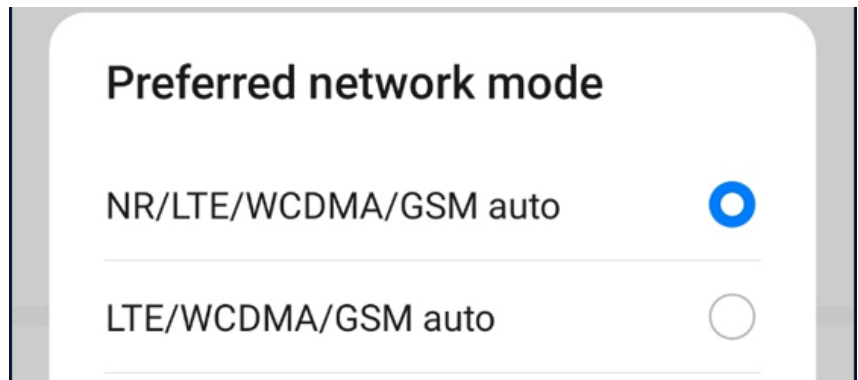 Preferred network mode
NR/LTE/WCDMA/GSM auto
LTE/WCDMA/GSM auto